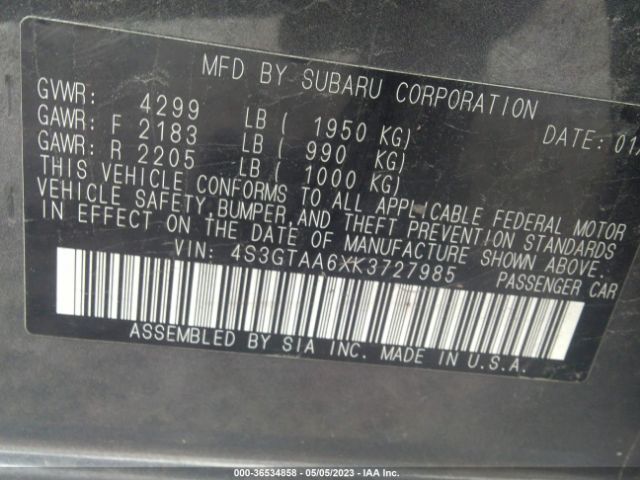 MFD BY SUBARU CORPORATION
GVWR: 4299 LB ( 1950 KG) DATE: 01/
GAWR: F 2183 LB ( 990 KG)
GAWR: R 2205 LB ( 1000 KG)
THIS VEHICLE CONFORMS TO ALL APPLICABLE FEDERAL MOTOR
VEHICLE SAFETY,BUMPER,AND THEFT PREVENTION STANDARDS
IN EFFECT ON THE DATE OF MANUFACTURE SHOWN ABOVE.
VIN: 4S3GTAA6XK3727985 PASSENGER CAR
ASSEMBLED BY SIA INC. MADE IN U.S.A.
000-36534858 - 05/05/2023 - IAA Inc.